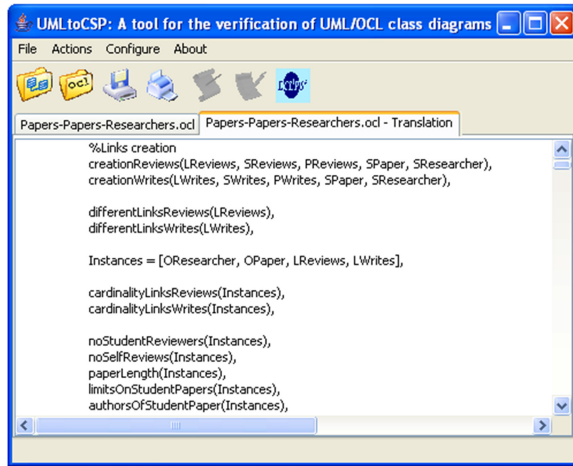 UMLtoCSP: A tool for the verification of UML/OCL class diagrams
File Actions Configure About
ocl
Papers-Papers-Researchers.ocl Papers-Papers-Researchers.ocl - Translation
%Links creation
creationReviews(LReviews, SReviews, PReviews, SPaper, SResearcher),
creationWrites(LWrites, SWrites, PWrites, SPaper, SResearcher),
differentLinksReviews(LReviews),
differentLinksWrites(LWrites),
Instances = [OResearcher, OPaper, LReviews, LWrites],
cardinalityLinksReviews(Instances),
cardinalityLinksWrites(Instances),
noStudentReviewers(Instances),
noSelfReviews(Instances),
paperLength(Instances),
limitsOnStudentPapers(Instances),
authorsOfStudentPaper(Instances),